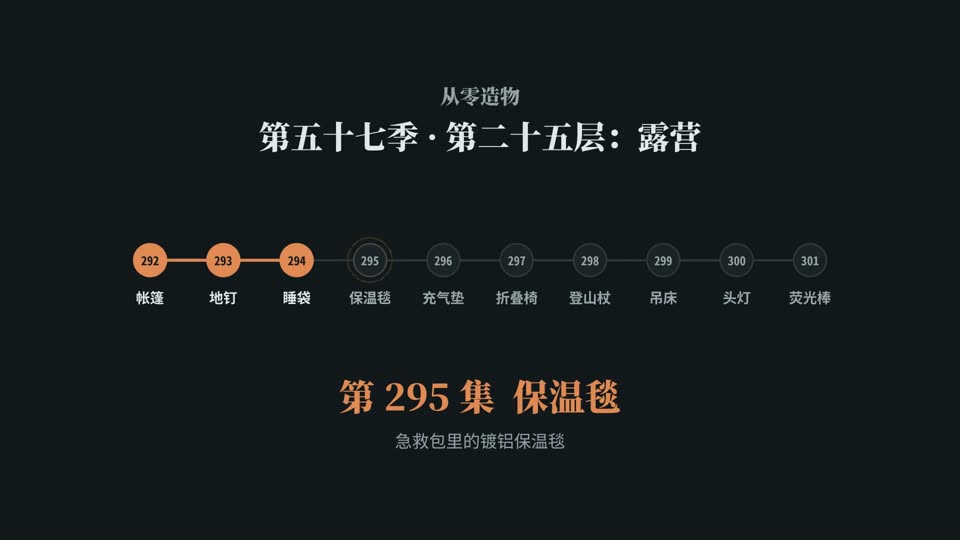 从零造物
第五十七季 · 第二十五层：露营
292 293 294 295 296 297 298 299 300 301
帐篷 地钉 睡袋 保温毯 充气垫 折叠椅 登山杖 吊床 头灯 荧光棒
第 295 集 保温毯
急救包里的镀铝保温毯